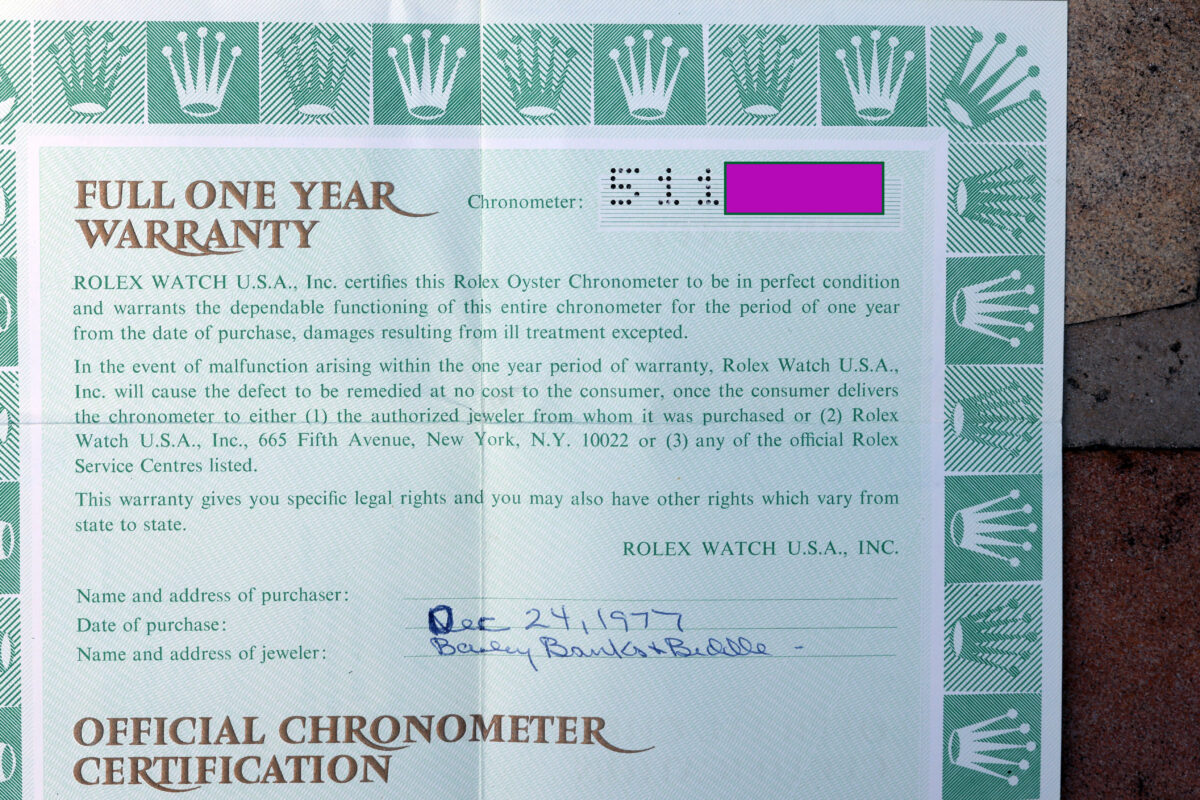 FULL ONE YEAR
WARRANTY
Chronometer: 511
ROLEX WATCH U.S.A., Inc. certifies this Rolex Oyster Chronometer to be in perfect condition
and warrants the dependable functioning of this entire chronometer for the period of one year
from the date of purchase, damages resulting from ill treatment excepted.
In the event of malfunction arising within the one year period of warranty, Rolex Watch U.S.A.,
Inc. will cause the defect to be remedied at no cost to the consumer, once the consumer delivers
the chronometer to either (1) the authorized jeweler from whom it was purchased or (2) Rolex
Watch U.S.A., Inc., 665 Fifth Avenue, New York, N.Y. 10022 or (3) any of the official Rolex
Service Centres listed.
This warranty gives you specific legal rights and you may also have other rights which vary from
state to state.
ROLEX WATCH U.S.A., INC.
Name and address of purchaser:
Date of purchase: Dec 24, 1977
Name and address of jeweler: Bailey Banks & Biddle -
OFFICIAL CHRONOMETER
CERTIFICATION